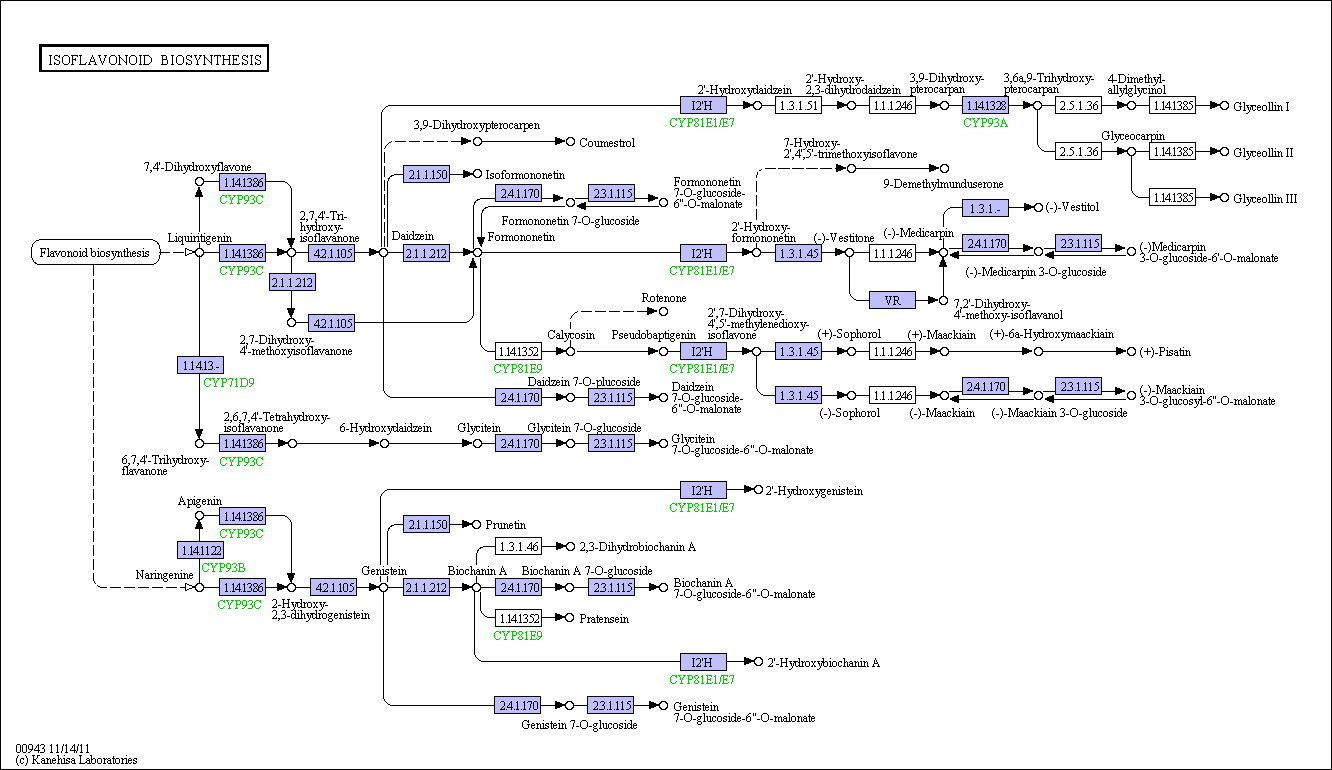 ISOFLAVONOID BIOSYNTHESIS
2'-Hydroxydaidzein
2'-Hydroxy-
2,3-dihydrodaidzein
3,9-Dihydroxy-
pterocarpan
3,6a,9-Trihydroxy-
pterocarpan
4-Dimethyl-
allylglycinol
I2'H
1.3.1.51
1.1.1.246
1.14.13.28
2.5.1.36
1.14.13.85
Glyceollin I
CYP81E1/E7
CYP93A
3,9-Dihydroxypterocarpen
Coumestrol
7-Hydroxy-
2',4',5'-trimethoxyisoflavone
Glyceocarpin
2.5.1.36
1.14.13.85
Glyceollin II
7,4'-Dihydroxyflavone
2.1.1.150
Isoformononetin
9-Demethylmunduserone
1.14.13.86
CYP93C
2.4.1.170
2.3.1.115
Formononetin
7-O-glucoside-
6"-O-malonate
1.14.13.85
Glyceollin III
2,7,4'-Tri-
hydroxy-
isoflavanone
Formononetin 7-O-glucoside
2'-Hydroxy-
formononetin
1.3.1.-
(-)-Vestitol
Flavonoid biosynthesis
Liquiritigenin
1.14.13.86
CYP93C
4.2.1.105
Daidzein
2.1.1.212
Formononetin
I2'H
CYP81E1/E7
1.3.1.45
(-)-Vestitone
1.1.1.246
(-)-Medicarpin
2.4.1.170
2.3.1.115
(-)Medicarpin
3-O-glucoside-6'-O-malonate
(-)-Medicarpin 3-O-glucoside
2.1.1.212
VR
7,2'-Dihydroxy-
4'-methoxy-isoflavanol
4.2.1.105
2,7-Dihydroxy-
4'-methoxyisoflavanone
Rotenone
Calycosin
Pseudobaptigenin
2',7-Dihydroxy-
4',5'-methylenedioxy-
isoflavone
(+)-Sophorol
(+)-Maackiain
(+)-6a-Hydroxymaackiain
1.14.13.52
CYP81E9
I2'H
CYP81E1/E7
1.3.1.45
1.1.1.246
(+)-Pisatin
1.14.13.-
CYP71D9
Daidzein 7-O-plucoside
2.4.1.170
2.3.1.115
Daidzein
7-O-glucoside-
6"-O-malonate
1.3.1.45
(-)-Sophorol
1.1.1.246
(-)-Maackiain
2.4.1.170
2.3.1.115
(-)-Maackiain 3-O-glucoside
(-)-Maackiain
3-O-glucosyl-6"-O-malonate
2,6,7,4'-Tetrahydroxy-
isoflavanone
6-Hydroxydaidzein
Glycitein
Glycitein 7-O-glucoside
6,7,4'-Trihydroxy-
flavanone
1.14.13.86
CYP93C
2.4.1.170
2.3.1.115
Glycitein
7-O-glucoside-6"-O-malonate
I2'H
CYP81E1/E7
2'-Hydroxygenistein
Apigenin
1.14.13.86
CYP93C
2.1.1.150
Prunetin
1.14.11.22
CYP93B
1.3.1.46
2,3-Dihydrobiochanin A
Naringenine
1.14.13.86
CYP93C
2-Hydroxy-
2,3-dihydrogenistein
4.2.1.105
Genistein
2.1.1.212
Biochanin A
Biochanin A 7-O-glucoside
2.4.1.170
2.3.1.115
Biochanin A
7-O-glucoside-6"-O-malonate
1.14.13.52
CYP81E9
Pratensein
I2'H
CYP81E1/E7
2'-Hydroxybiochanin A
2.4.1.170
2.3.1.115
Genistein 7-O-glucoside
Genistein
7-O-glucoside-6"-O-malonate
00943 11/14/11
(c) Kanehisa Laboratories